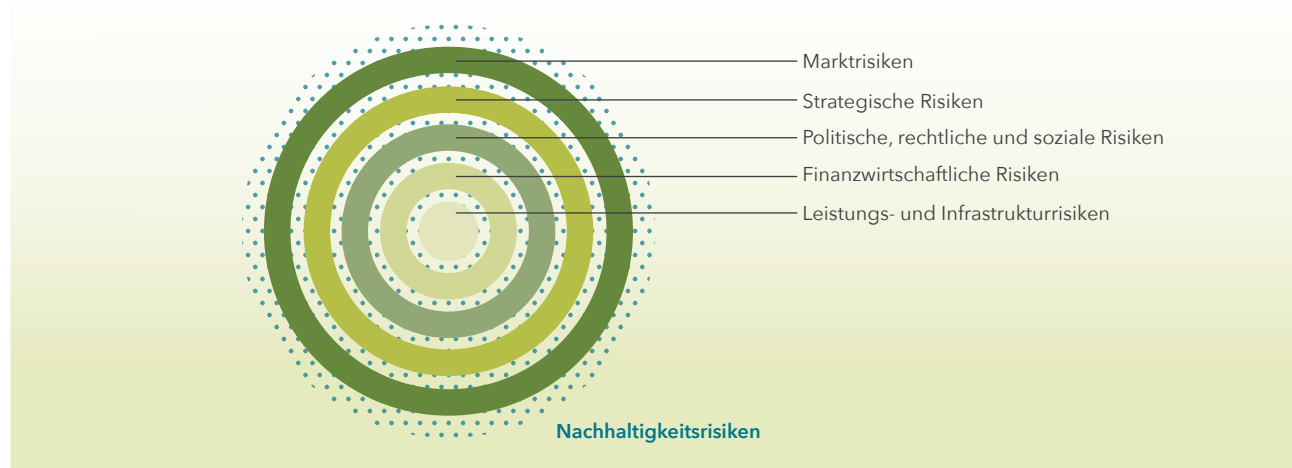 Marktrisiken
Strategische Risiken
Politische, rechtliche und soziale Risiken
Finanzwirtschaftliche Risiken
Leistungs- und Infrastrukturrisiken
Nachhaltigkeitsrisiken